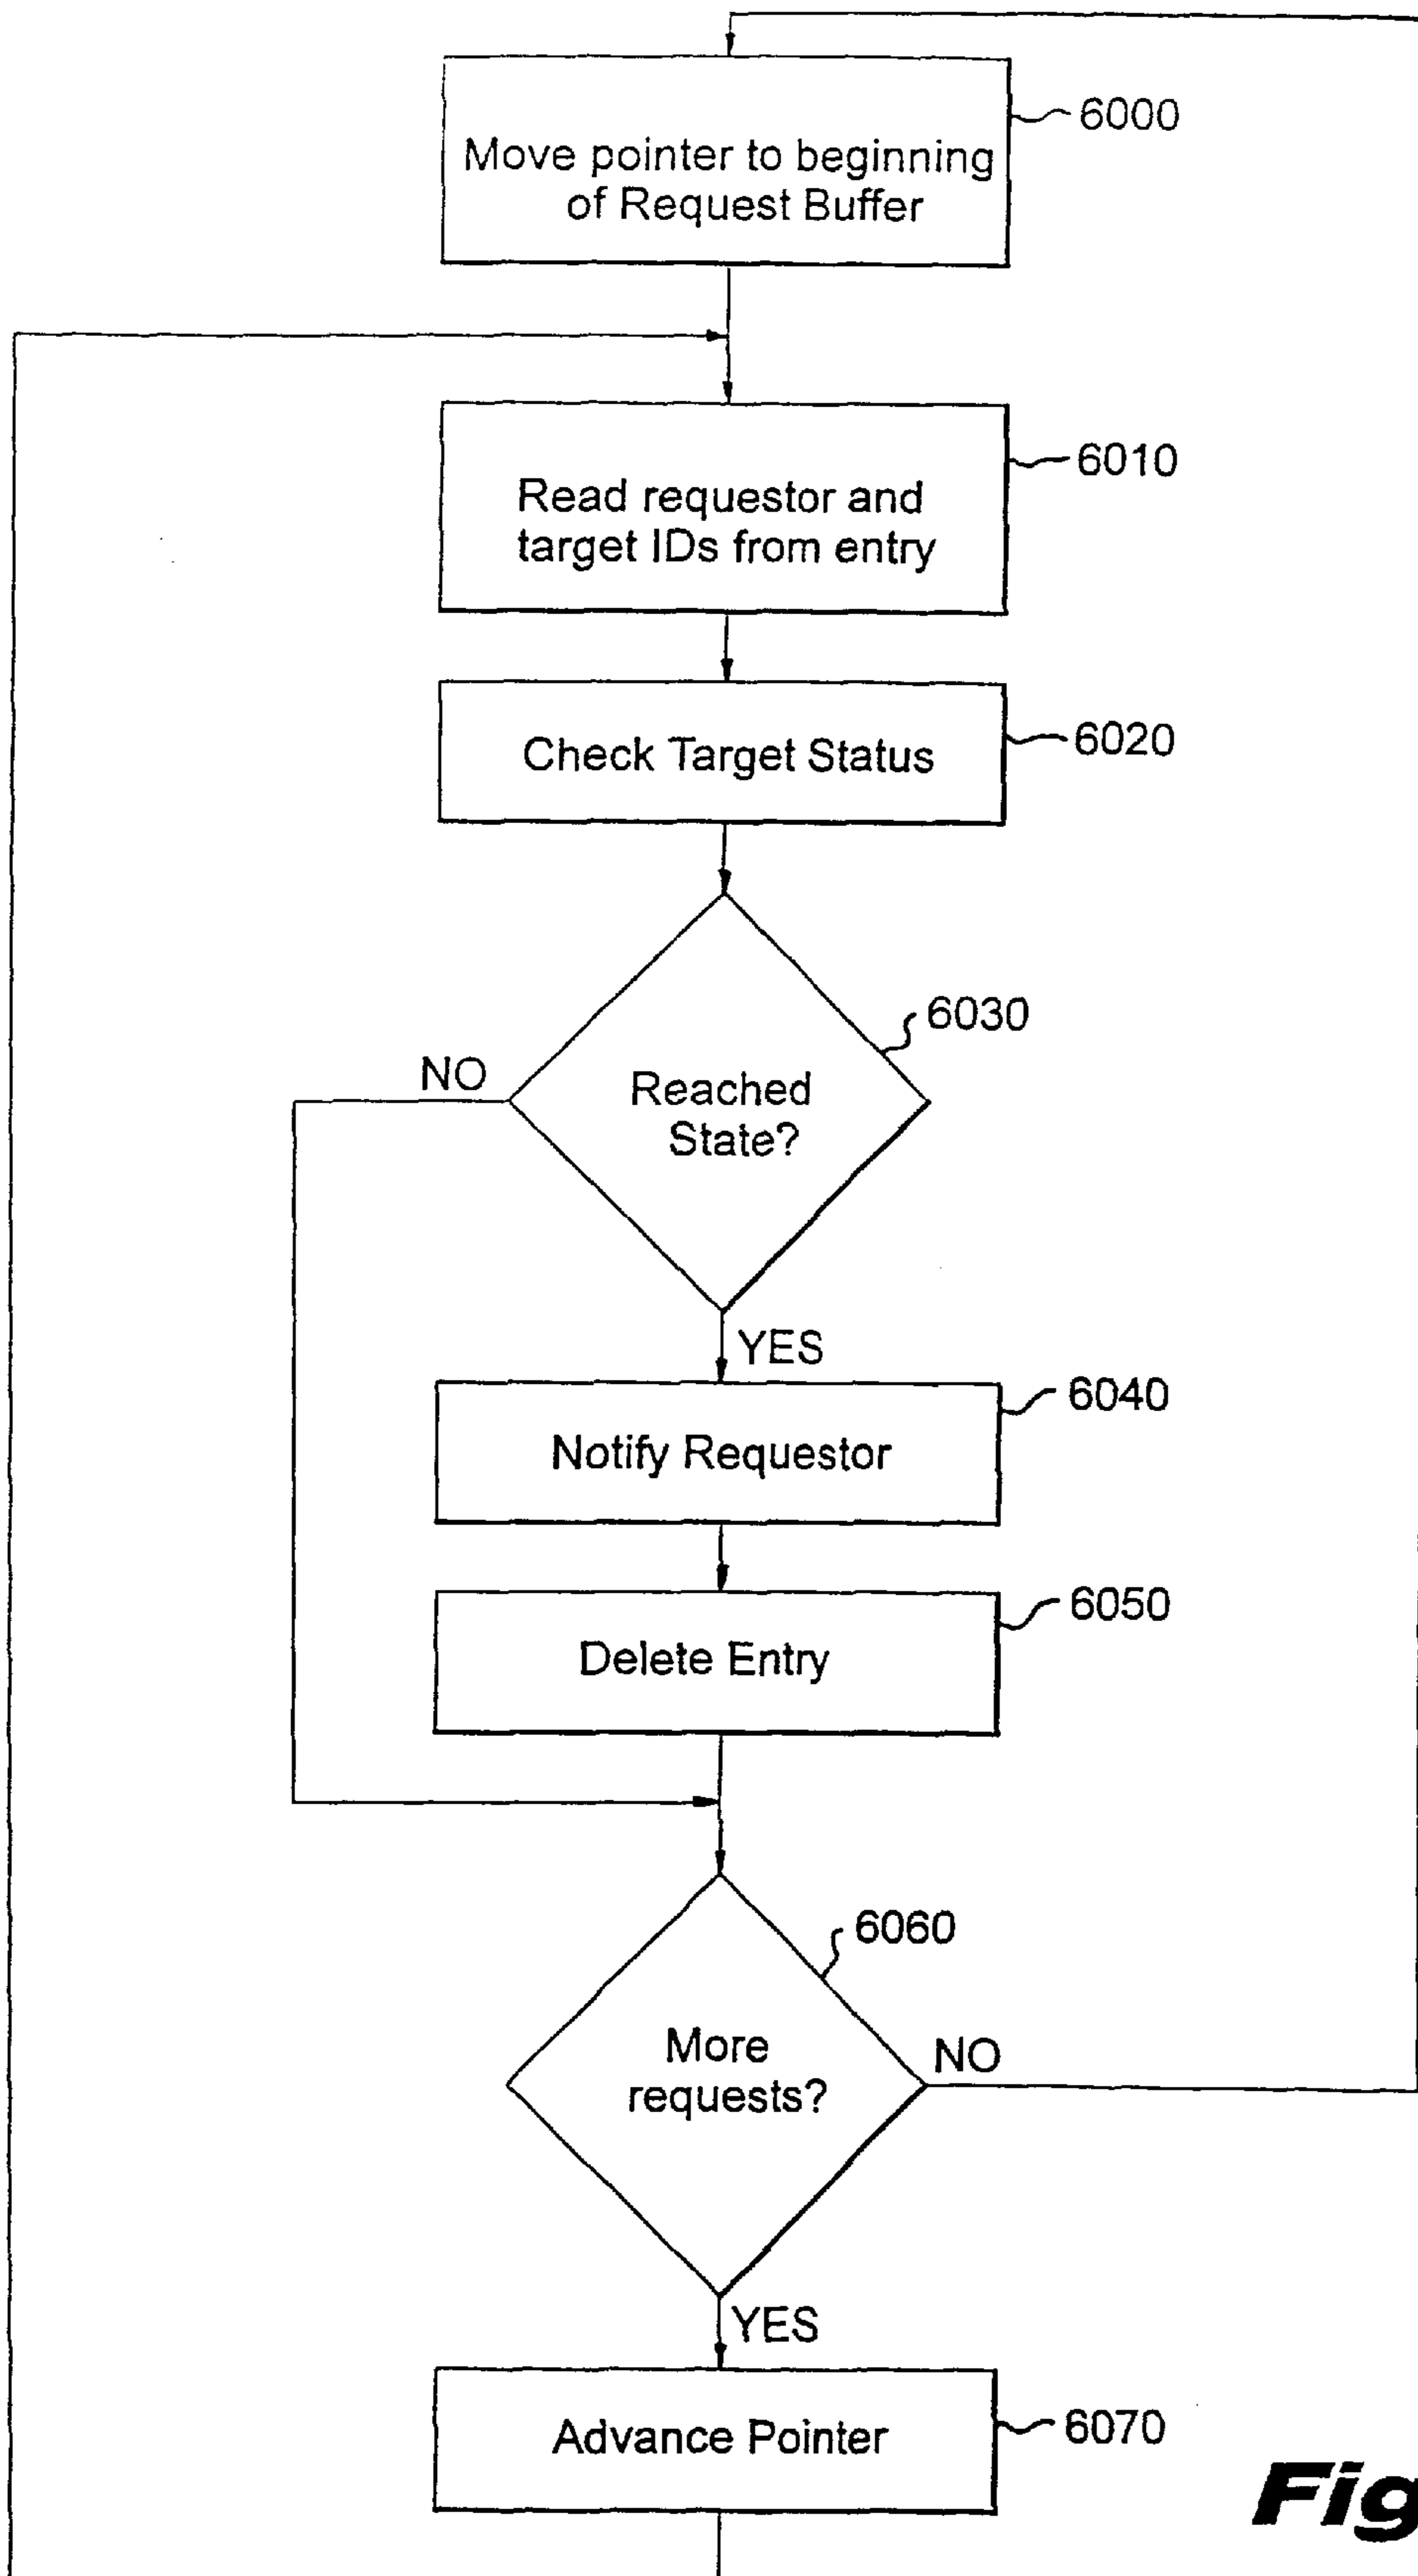 6000
Move pointer to beginning
of Request Buffer
6010
Read requestor and
target IDs from entry
Check Target Status
6020
6030
NO
Reached
State?
YES
6040
Notify Requestor
6050
Delete Entry
6060
More
requests?
NO
YES
Advance Pointer
6070
Fig